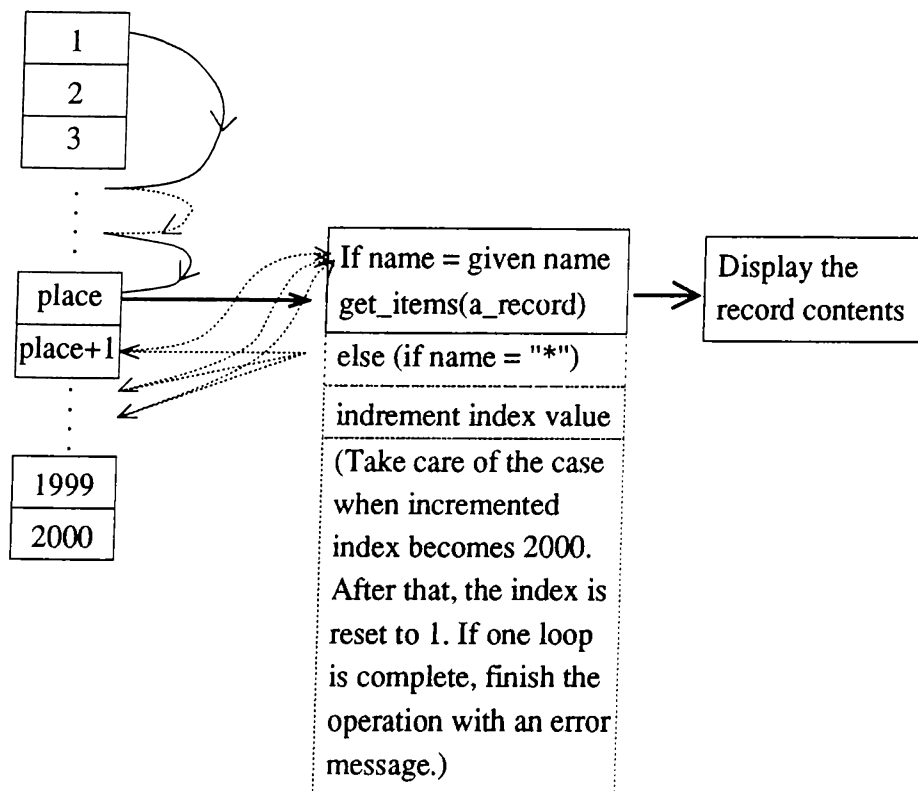 1
2
3
place
place+1
1999
2000
If name = given name
get_items(a_record)
else (if name = "*")
indrement index value
(Take care of the case
when incremented
index becomes 2000.
After that, the index is
reset to 1. If one loop
is complete, finish the
operation with an error
message.)
Display the
record contents